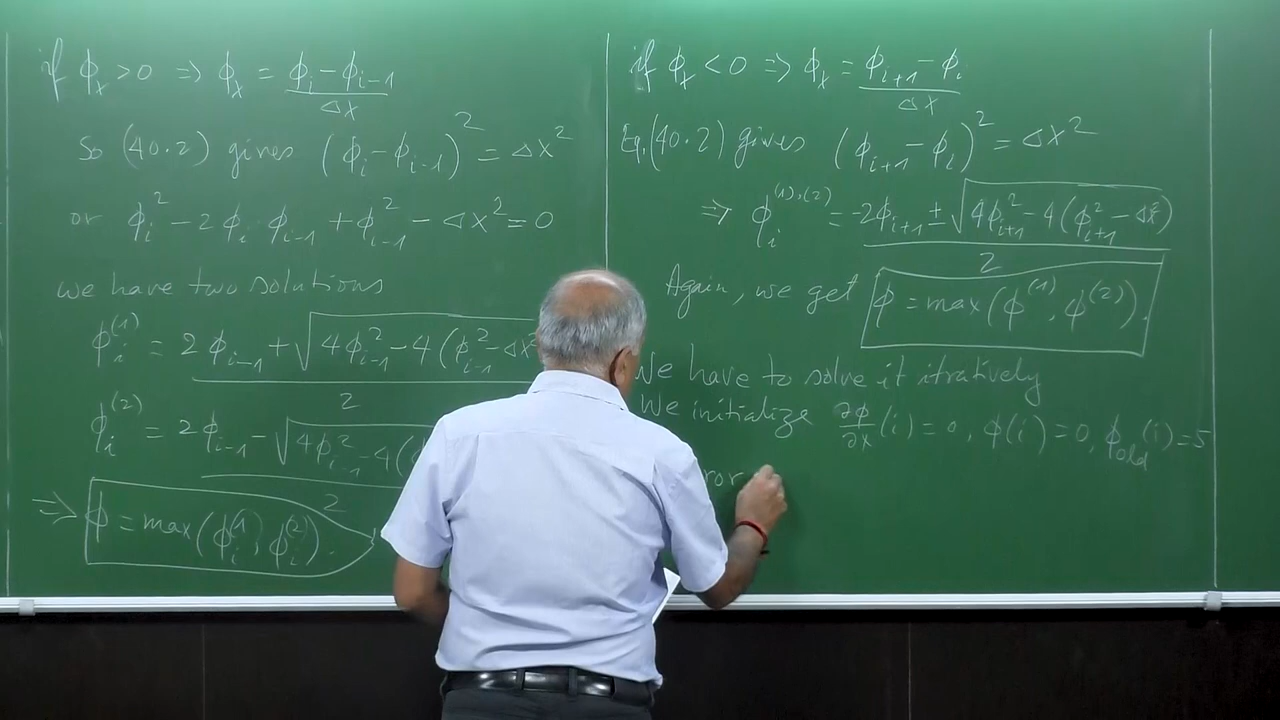 if ϕₓ > 0 ⇒ ϕₓ = (ϕᵢ − ϕᵢ₋₁)/Δx
So (40.2) gives (ϕᵢ − ϕᵢ₋₁)² = Δx²
or ϕᵢ² − 2ϕᵢ ϕᵢ₋₁ + ϕᵢ₋₁² − Δx² = 0
we have two solutions
ϕᵢ⁽¹⁾ = (2ϕᵢ₋₁ + √(4ϕᵢ₋₁² − 4(ϕᵢ₋₁² − Δx²
2
ϕᵢ⁽²⁾ = 2ϕᵢ₋₁ − √(4ϕᵢ₋₁² − 4(
2
⇒ ϕ = max(ϕᵢ⁽¹⁾, ϕᵢ⁽²⁾).
if ϕₓ < 0 ⇒ ϕₓ = (ϕᵢ₊₁ − ϕᵢ)/Δx
Eq.(40.2) gives (ϕᵢ₊₁ − ϕᵢ)² = Δx²
⇒ ϕᵢ⁽¹⁾,⁽²⁾ = (−2ϕᵢ₊₁ ± √(4ϕᵢ₊₁² − 4(ϕᵢ₊₁² − Δx²)))/2
Again, we get ϕ = max(ϕ⁽¹⁾, ϕ⁽²⁾).
We have to solve it itratively
We initialize ∂ϕ/∂x (i) = 0, ϕ(i) = 0, ϕold(i) = 5
ror